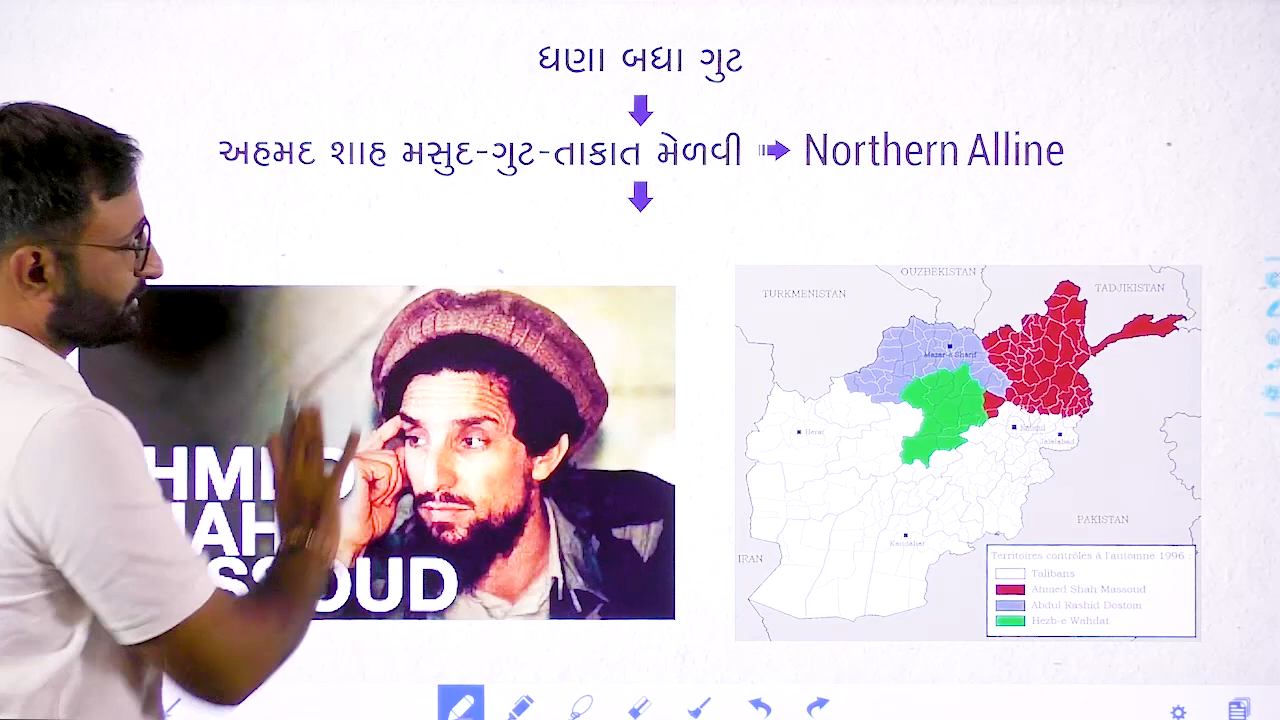 ઘણા બધા ગુટ
અહમદ શાહ મસુદ-ગુટ-તાકાત મેળવી Northern Alline
OUZBEKISTAN
TURKMENISTAN
TADJIKISTAN
Mazar-e Sharif
Herat
Kaboul
Jalalabad
Kandahar
PAKISTAN
IRAN
Territoires contrôlés à l'automne 1996 :
Talibans
Ahmed Shah Massoud
Abdul Rashid Dostom
Hezb-e Wahdat